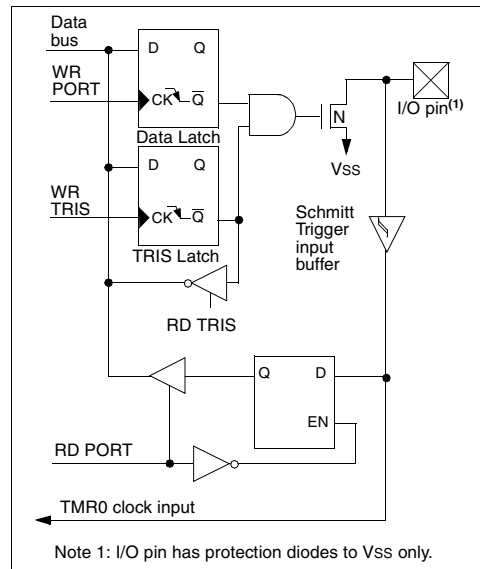 Data
bus
D Q
WR
PORT
CK Q
Data Latch
I/O pin(1)
N
VSS
D Q
WR
TRIS
CK Q
TRIS Latch
Schmitt
Trigger
input
buffer
RD TRIS
Q D
EN
RD PORT
TMR0 clock input
Note 1: I/O pin has protection diodes to VSS only.